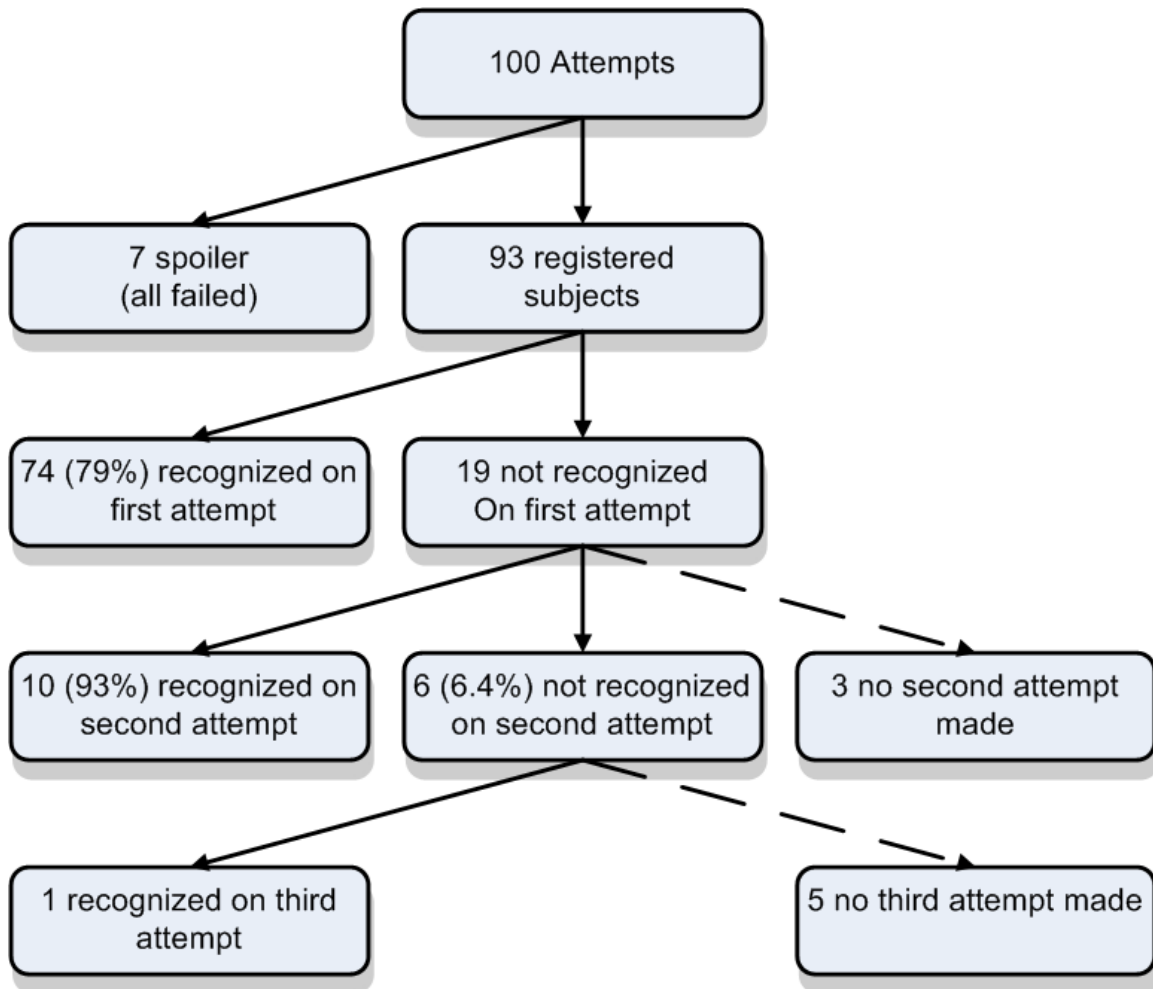 100 Attempts
7 spoiler
(all failed)
93 registered
subjects
74 (79%) recognized on
first attempt
19 not recognized
On first attempt
10 (93%) recognized on
second attempt
6 (6.4%) not recognized
on second attempt
3 no second attempt
made
1 recognized on third
attempt
5 no third attempt made